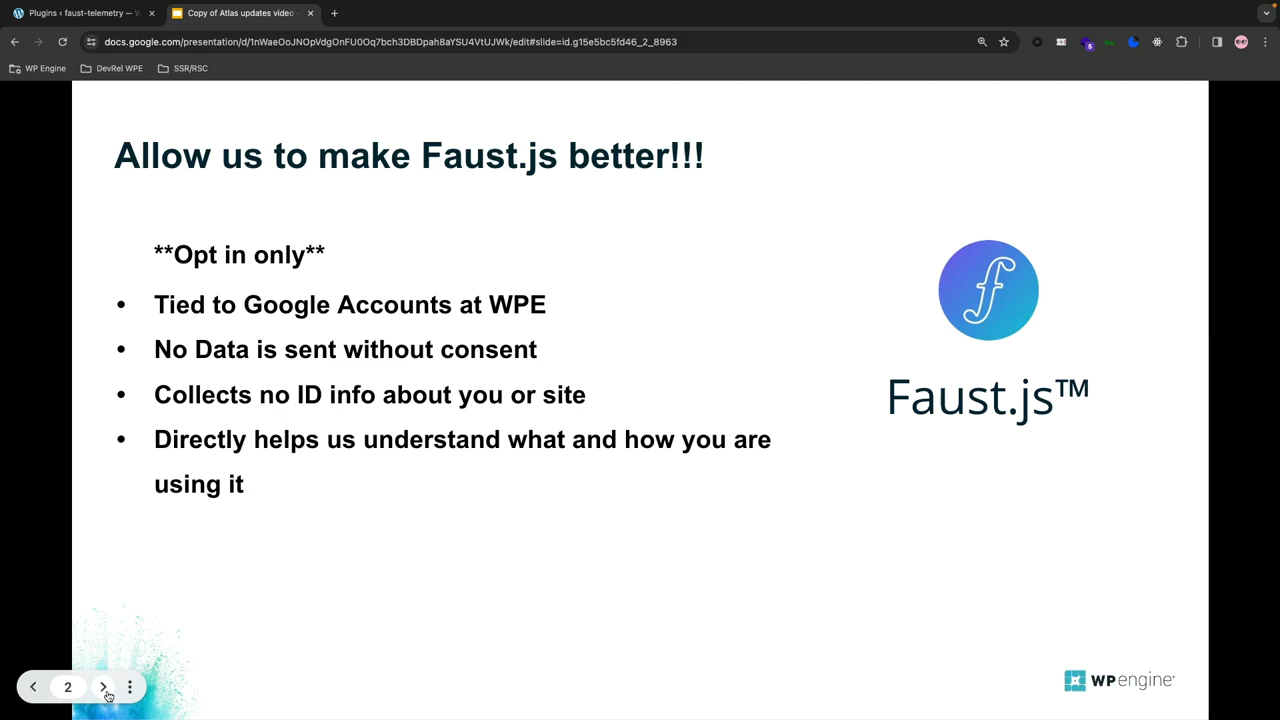 Plugins ‹ faust-telemetry — W
Copy of Atlas updates video
docs.google.com/presentation/d/1nWaeOoJNOpVdgOnFU0Oq7bch3DBDpah8aYSU4VtUJWk/edit#slide=id.g15e5bc5fd46_2_8963
6
WP Engine
DevRel WPE
SSR/RSC
Allow us to make Faust.js better!!!
**Opt in only**
• Tied to Google Accounts at WPE
• No Data is sent without consent
• Collects no ID info about you or site
• Directly helps us understand what and how you are
using it
Faust.js™
2
WP engine®